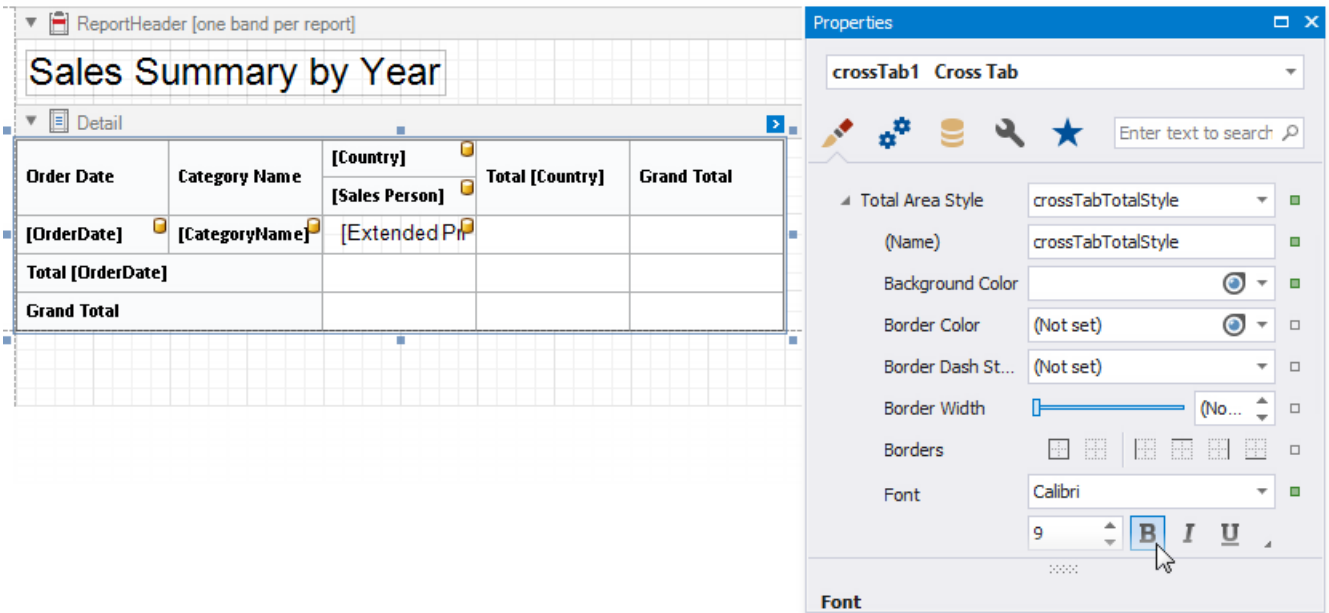 ReportHeader [one band per report]
Sales Summary by Year
Detail
Order Date
Category Name
[Country]
[Sales Person]
Total [Country]
Grand Total
[OrderDate]
[CategoryName]
[Extended Pri
Total [OrderDate]
Grand Total
Properties
crossTab1 Cross Tab
Enter text to search
Total Area Style crossTabTotalStyle
(Name) crossTabTotalStyle
Background Color
Border Color (Not set)
Border Dash St... (Not set)
Border Width (No...
Borders
Font Calibri
9 B I U
Font